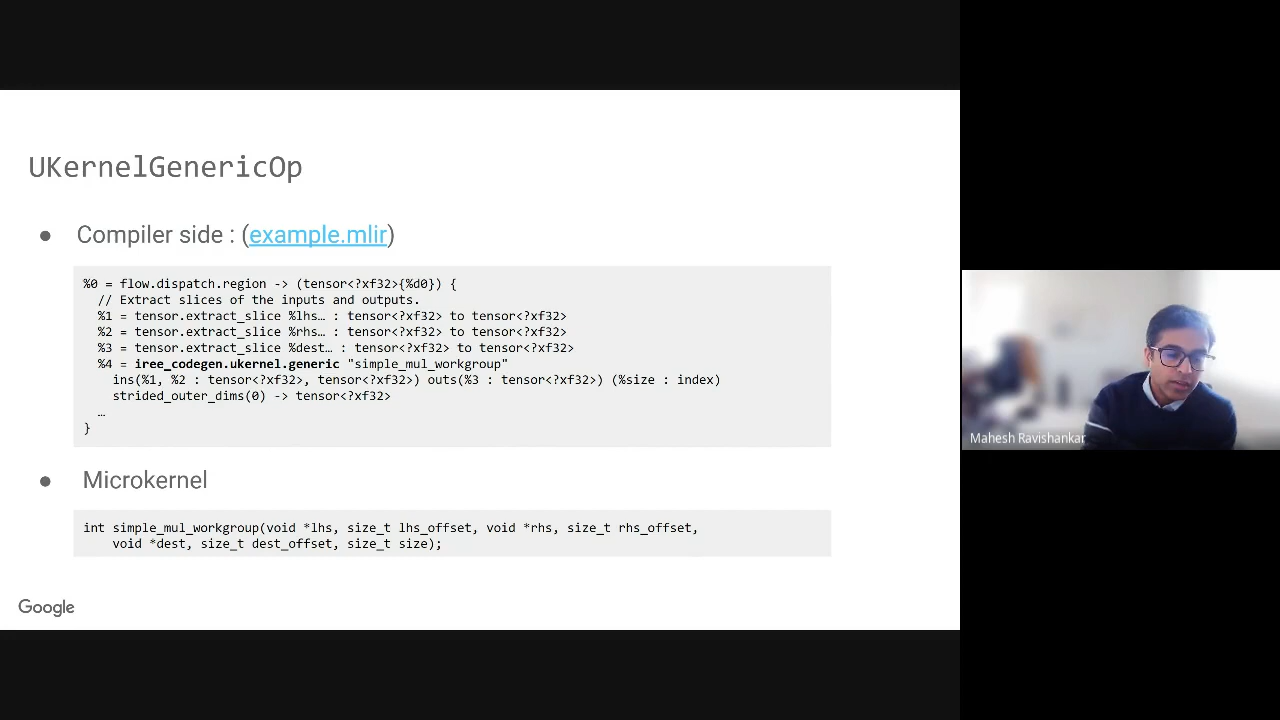 UKernelGenericOp
● Compiler side : (example.mlir)
%0 = flow.dispatch.region -> (tensor<?xf32>{%d0}) {
// Extract slices of the inputs and outputs.
%1 = tensor.extract_slice %lhs… : tensor<?xf32> to tensor<?xf32>
%2 = tensor.extract_slice %rhs… : tensor<?xf32> to tensor<?xf32>
%3 = tensor.extract_slice %dest… : tensor<?xf32> to tensor<?xf32>
%4 = iree_codegen.ukernel.generic "simple_mul_workgroup"
ins(%1, %2 : tensor<?xf32>, tensor<?xf32>) outs(%3 : tensor<?xf32>) (%size : index)
strided_outer_dims(0) -> tensor<?xf32>
…
}
● Microkernel
int simple_mul_workgroup(void *lhs, size_t lhs_offset, void *rhs, size_t rhs_offset,
void *dest, size_t dest_offset, size_t size);
Google
Mahesh Ravishankar